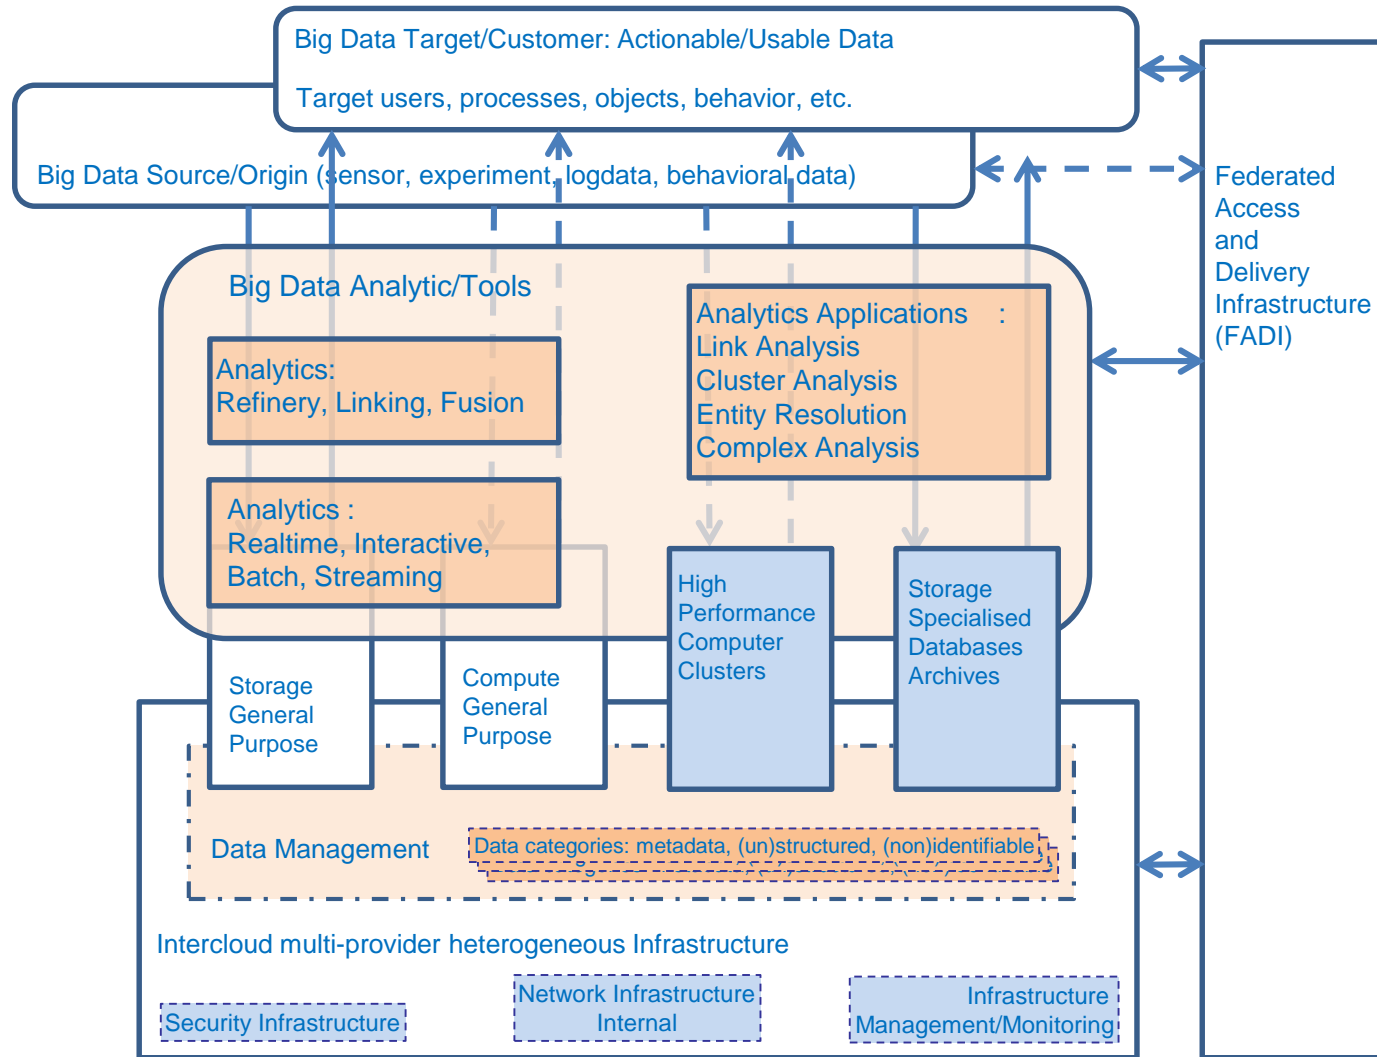 Big Data Target/Customer: Actionable/Usable Data
Target users, processes, objects, behavior, etc.
Big Data Source/Origin (sensor, experiment, logdata, behavioral data)
Federated
Access
and
Delivery
Infrastructure
(FADI)
Big Data Analytic/Tools
Analytics Applications :
Link Analysis
Cluster Analysis
Entity Resolution
Complex Analysis
Analytics:
Refinery, Linking, Fusion
Analytics :
Realtime, Interactive,
Batch, Streaming
Storage
General
Purpose
Compute
General
Purpose
High
Performance
Computer
Clusters
Storage
Specialised
Databases
Archives
Data Management
Data categories: metadata, (un)structured, (non)identifiable
Intercloud multi-provider heterogeneous Infrastructure
Security Infrastructure
Network Infrastructure
Internal
Infrastructure
Management/Monitoring